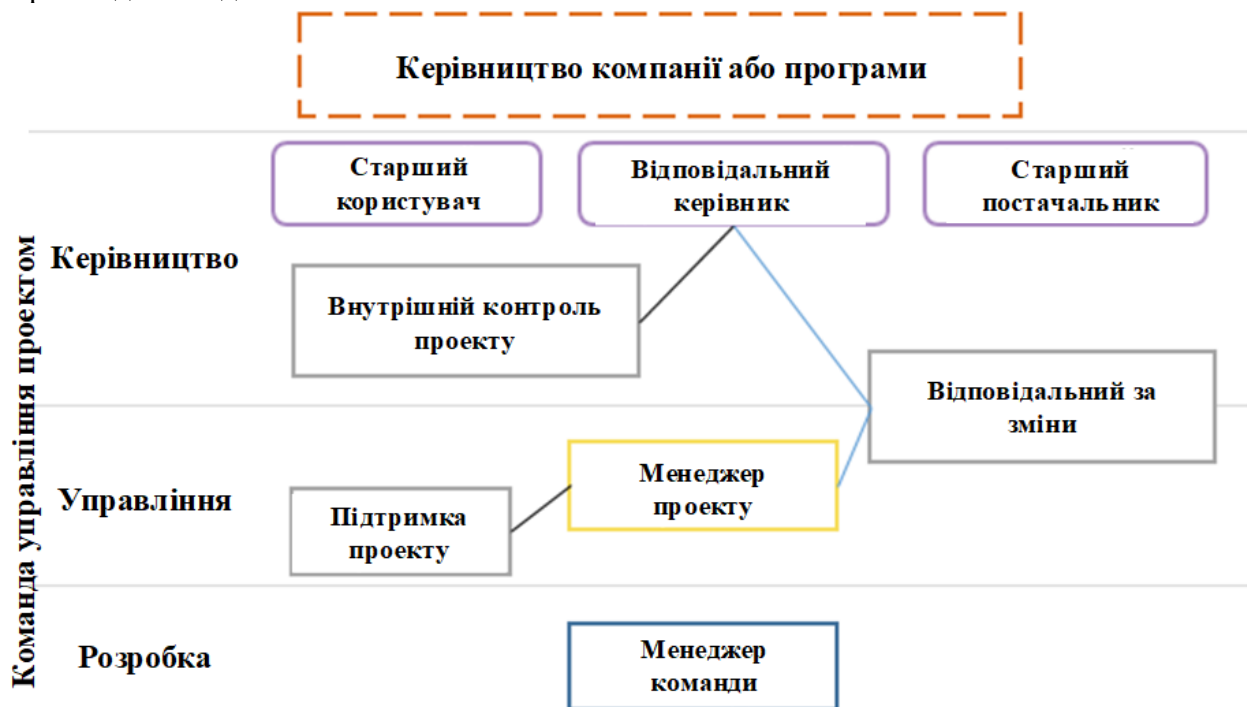 Керівництво компанії або програми
Старший
користувач
Відповідальний
керівник
Старший
постачальник
Команда управління проектом
Керівництво
Внутрішній контроль
проекту
Відповідальний за
зміни
Управління
Менеджер
проекту
Підтримка
проекту
Розробка
Менеджер
команди